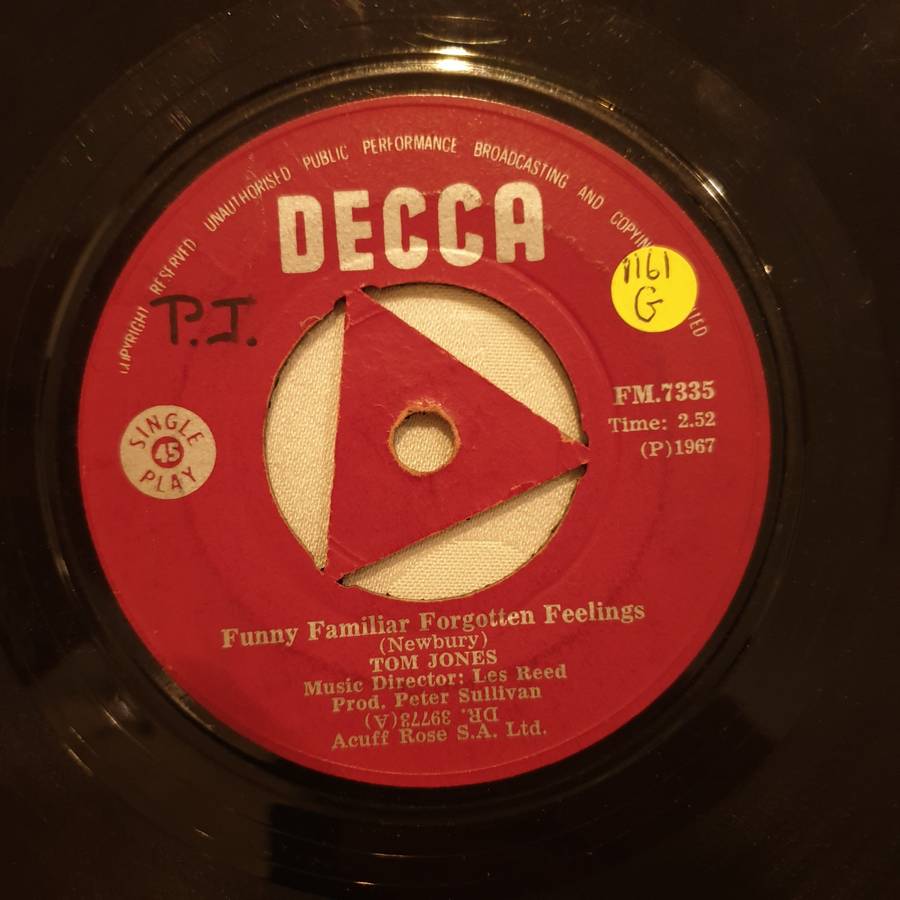 COPYRIGHT RESERVED UNAUTHORISED PUBLIC PERFORMANCE BROADCASTING AND
DECCA
1161
G
P.J.
FM.7335
Time: 2.52
(P)1967
SINGLE
45
PLAY
Funny Familiar Forgotten Feelings
(Newbury)
TOM JONES
Music Director: Les Reed
Prod. Peter Sullivan
DR. 39773(A)
Acuff Rose S.A. Ltd.